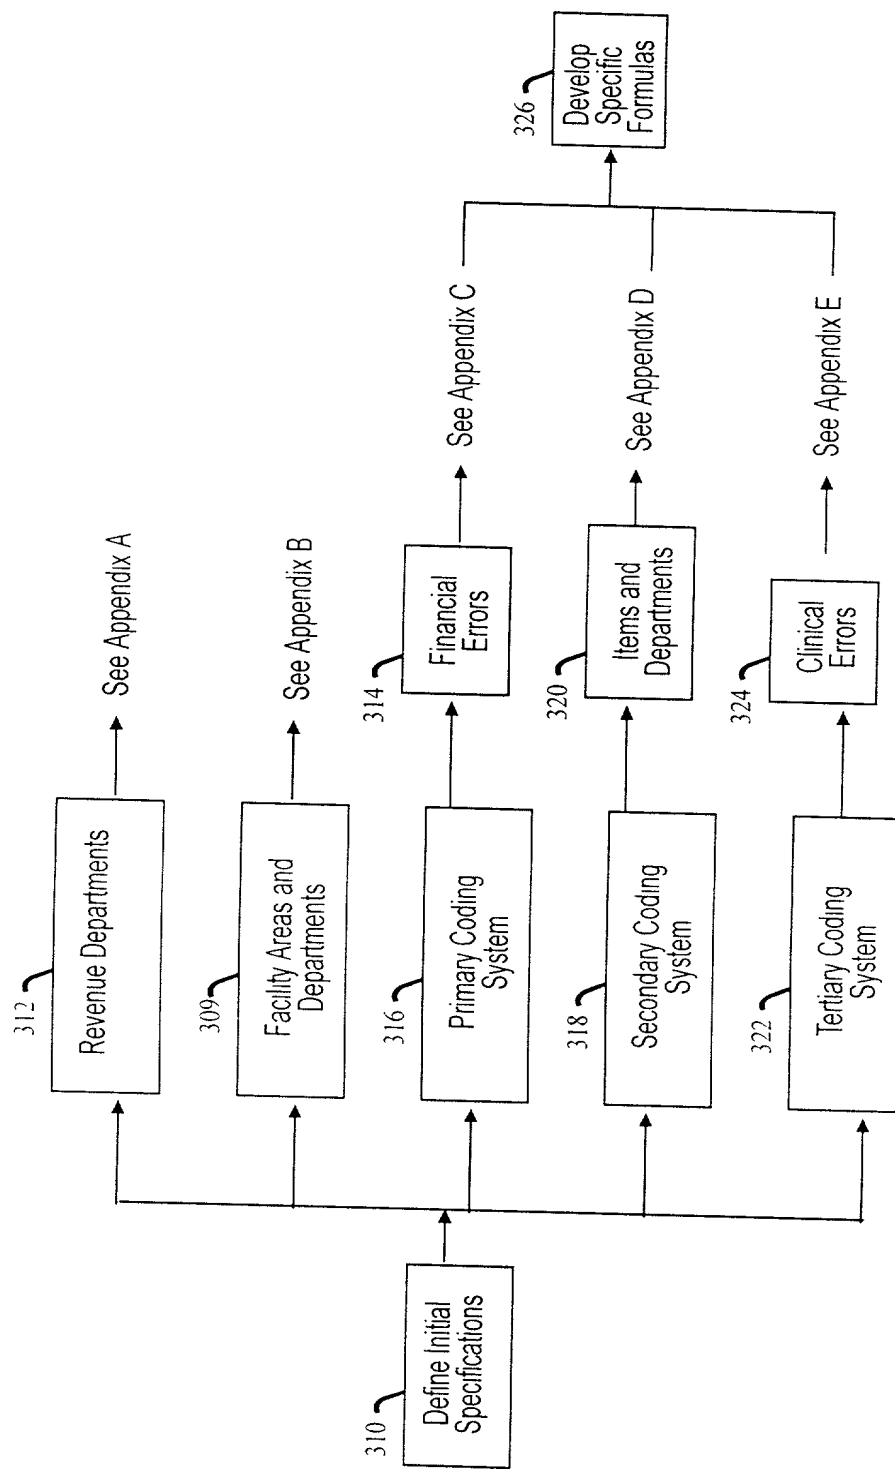 310
Define Initial
Specifications
312
Revenue Departments
See Appendix A
309
Facility Areas and
Departments
See Appendix B
316
Primary Coding
System
314
Financial
Errors
See Appendix C
318
Secondary Coding
System
320
Items and
Departments
See Appendix D
322
Tertiary Coding
System
324
Clinical
Errors
See Appendix E
326
Develop
Specific
Formulas